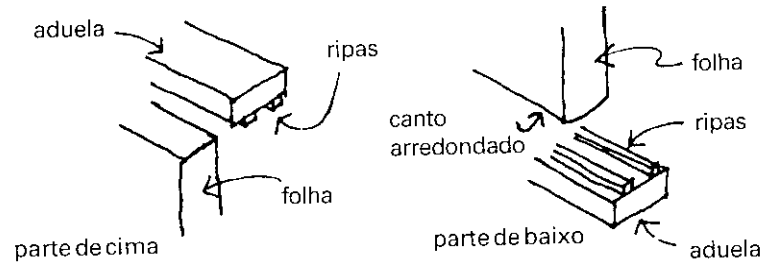 aduela
ripas
folha
parte de cima
folha
canto
arredondado
ripas
parte de baixo
aduela